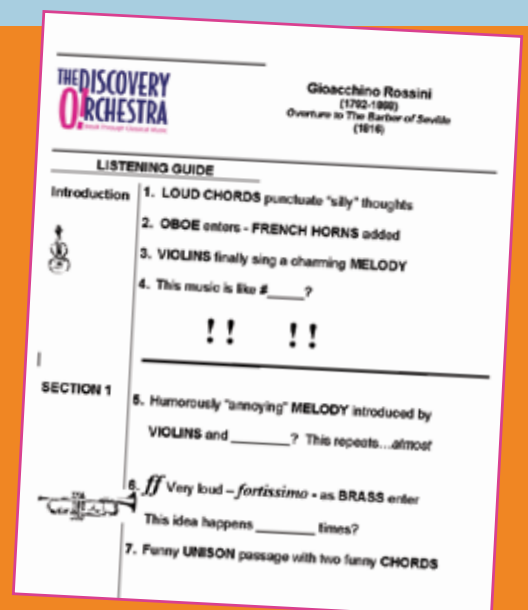 THE DISCOVERY
O!RCHESTRA
Gioacchino Rossini
Overture to The Barber of Seville
(1816)
LISTENING GUIDE
Introduction
1. LOUD CHORDS punctuate "silly" thoughts
2. OBOE enters - FRENCH HORNS added
3. VIOLINS finally sing a charming MELODY
4. This music is like #_____?
!! !!
SECTION 1
5. Humorously "annoying" MELODY introduced by
VIOLINS and ________? This repeats...almost
6. ff Very loud – fortissimo - as BRASS enter
This idea happens ________ times?
7. Funny UNISON passage with two funny CHORDS